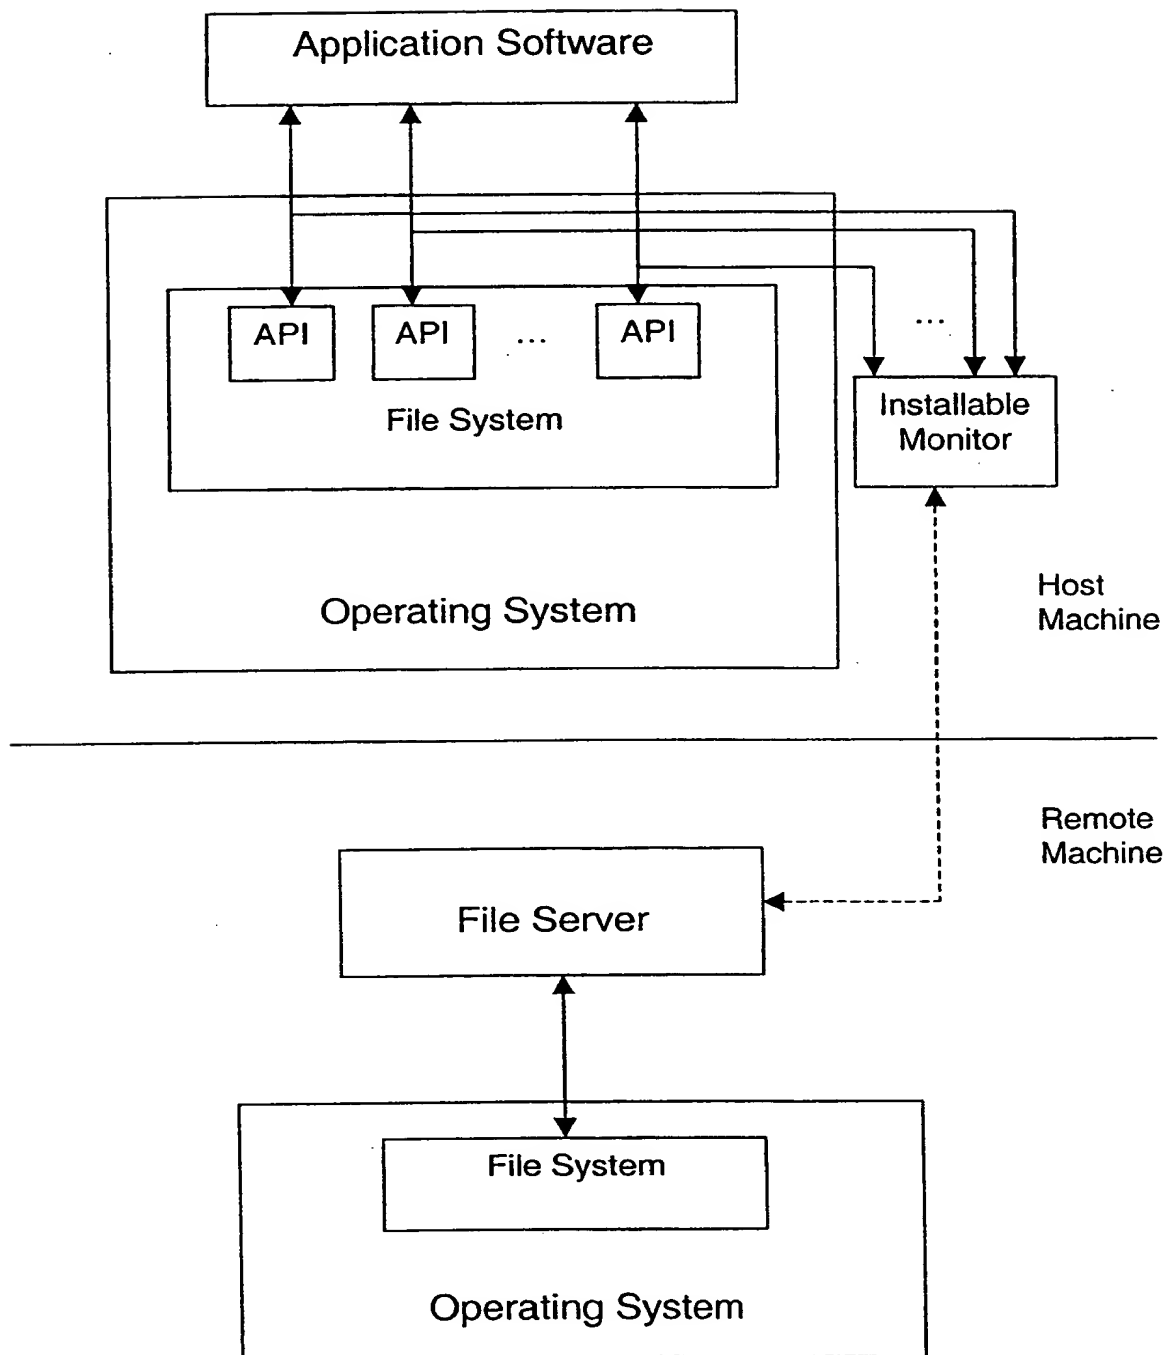 Application Software
API API ... API
...
File System
Installable
Monitor
Operating System
Host
Machine
Remote
Machine
File Server
File System
Operating System